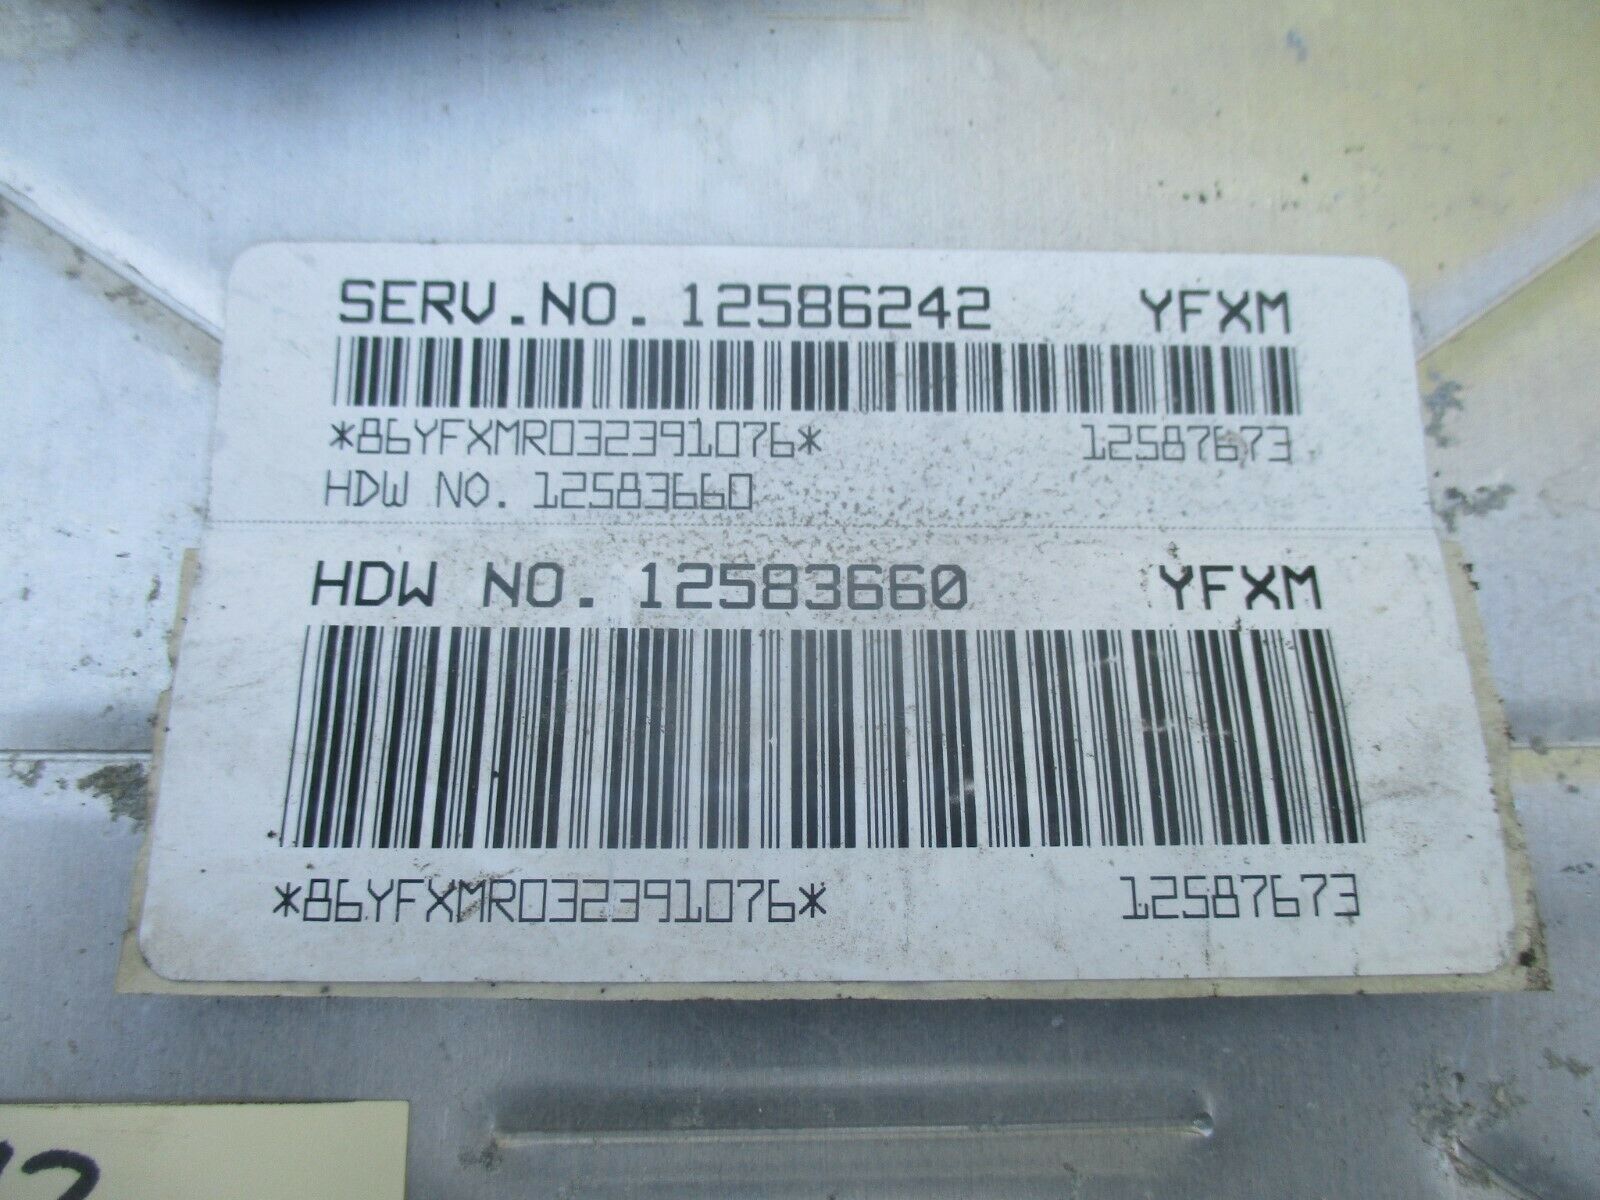 SERV.NO. 12586242 YFXM
*86YFXMR032391076* 12587673
HDW NO. 12583660
HDW NO. 12583660 YFXM
*86YFXMR032391076* 12587673